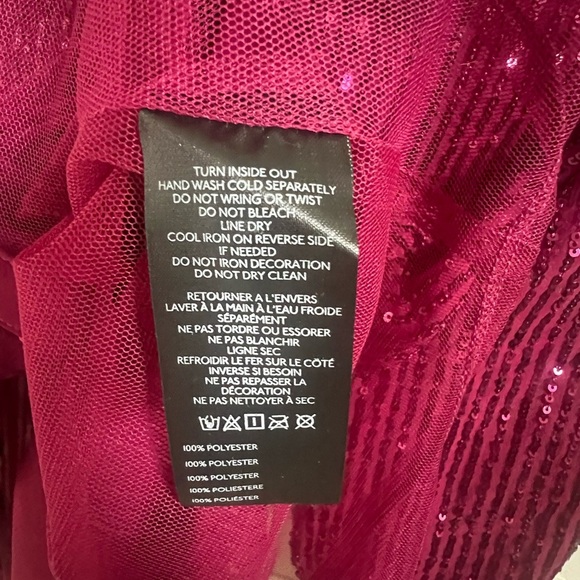 TURN INSIDE OUT
HAND WASH COLD SEPARATELY
DO NOT WRING OR TWIST
DO NOT BLEACH
LINE DRY
COOL IRON ON REVERSE SIDE
IF NEEDED
DO NOT IRON DECORATION
DO NOT DRY CLEAN
RETOURNER A L'ENVERS
LAVER À LA MAIN À L'EAU FROIDE
SÉPARÉMENT
NE PAS TORDRE OU ESSORER
NE PAS BLANCHIR
LIGNE SEC
REFROIDIR LE FER SUR LE CÔTÉ
INVERSE SI BESOIN
NE PAS REPASSER LA
DÉCORATION
NE PAS NETTOYER À SEC
100% POLYESTER
100% POLYESTER
100% POLYESTER
100% POLIESTERE
100% POLIÉSTER